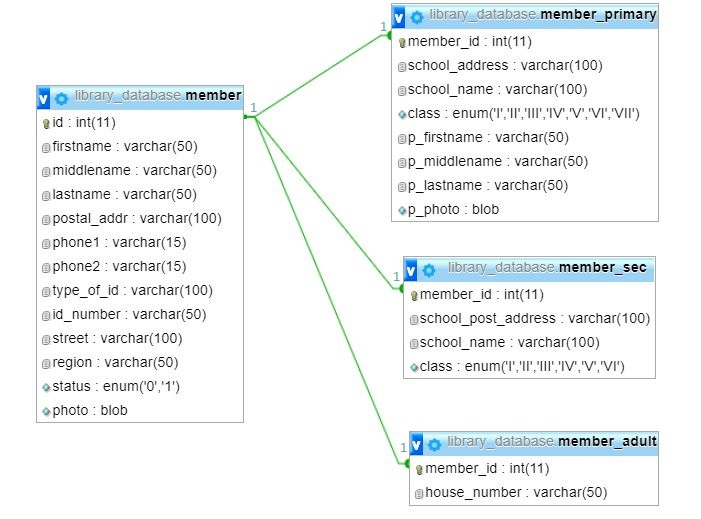 library_database.member
id : int(11)
firstname : varchar(50)
middlename : varchar(50)
lastname : varchar(50)
postal_addr : varchar(100)
phone1 : varchar(15)
phone2 : varchar(15)
type_of_id : varchar(100)
id_number : varchar(50)
street : varchar(100)
region : varchar(50)
status : enum('0','1')
photo : blob
1
1
library_database.member_primary
member_id : int(11)
school_address : varchar(100)
school_name : varchar(100)
class : enum('I','II','III','IV','V','VI','VII')
p_firstname : varchar(50)
p_middlename : varchar(50)
p_lastname : varchar(50)
p_photo : blob
1
library_database.member_sec
member_id : int(11)
school_post_address : varchar(100)
school_name : varchar(100)
class : enum('I','II','III','IV','V','VI')
1
library_database.member_adult
member_id : int(11)
house_number : varchar(50)